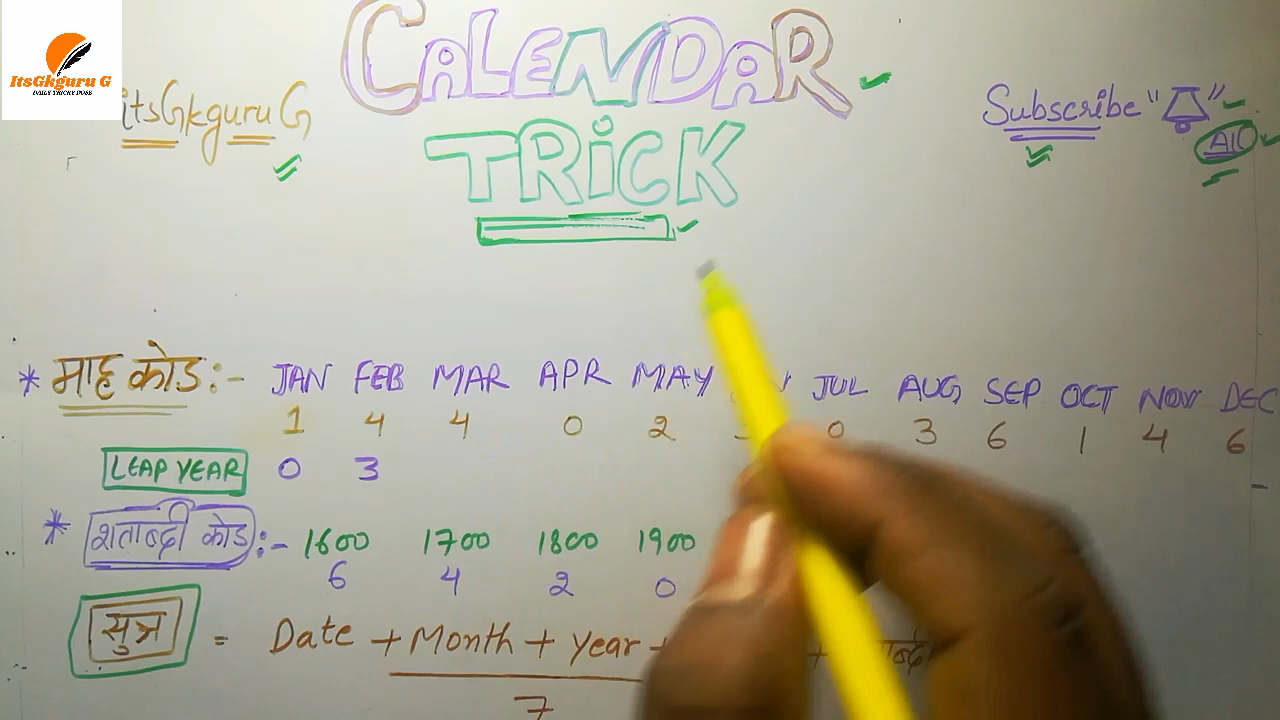 ItsGkguru G
DAILY TRICKY DOSE
itsGkguru G
CALENDAR
TRICK
Subscribe " "
All
* माह कोड :- JAN FEB MAR APR MAY JUL AUG SEP OCT NOV DEC
1 4 4 0 2 0 3 6 1 4 6
LEAP YEAR 0 3
* शताब्दी कोड :- 1600 1700 1800 1900
6 4 2 0
सुत्र = Date + Month + Year + +
7